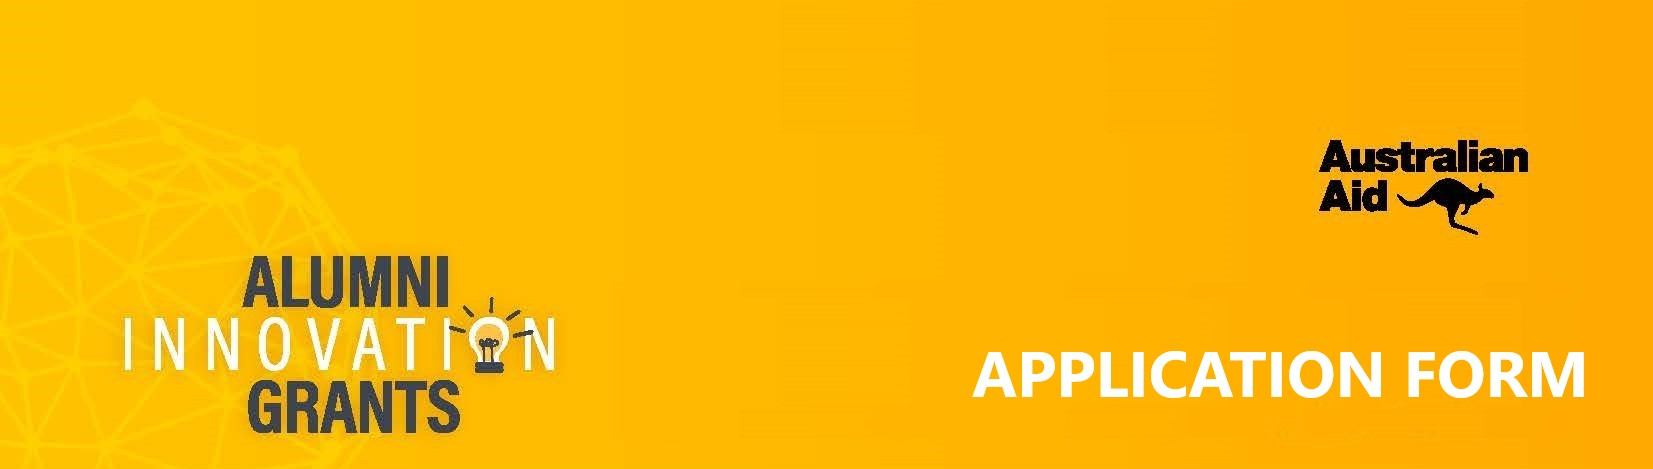 Australian
Aid
ALUMNI
INNOVATION
GRANTS
APPLICATION FORM